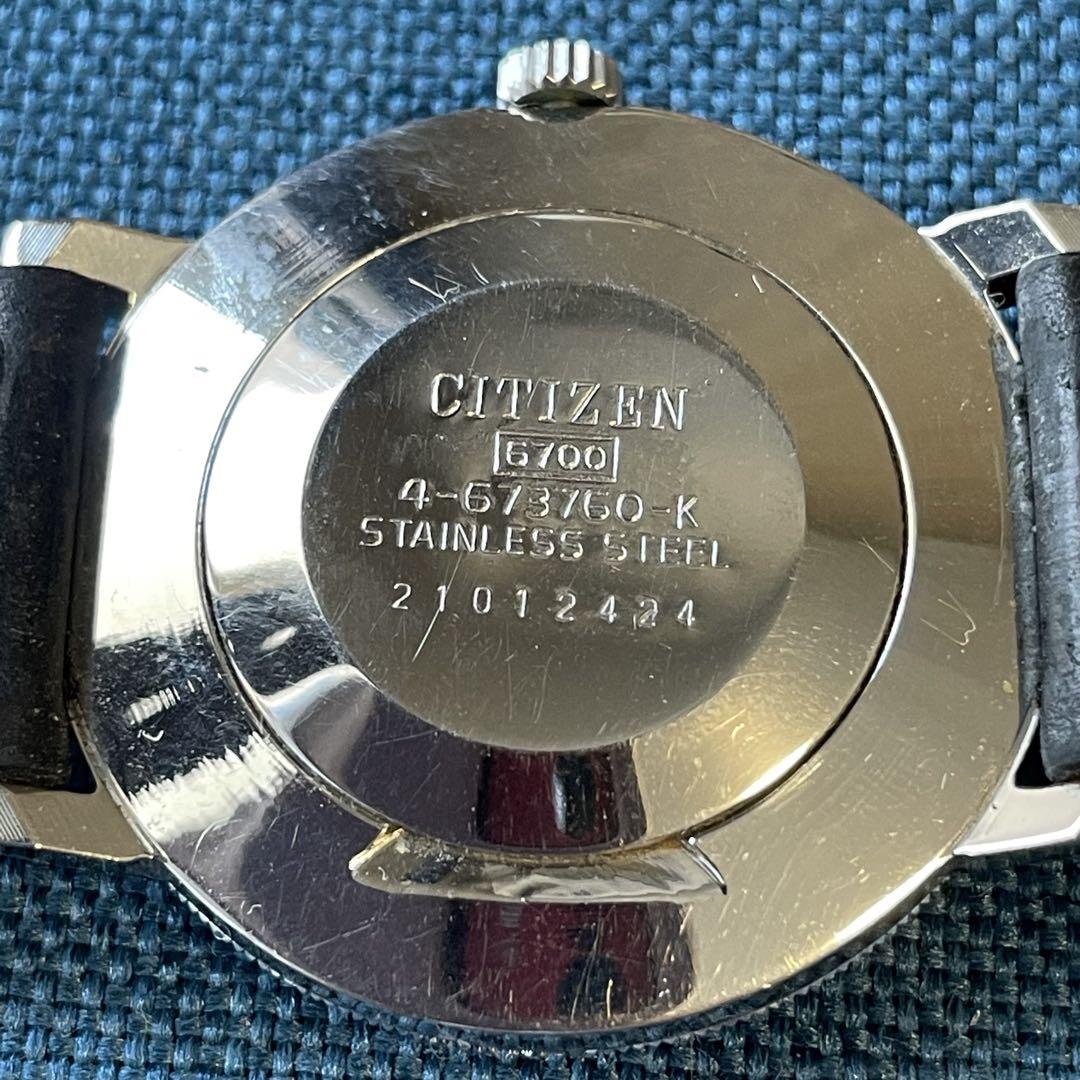 CITIZEN
6700
4-673760-K
STAINLESS STEEL
21012424